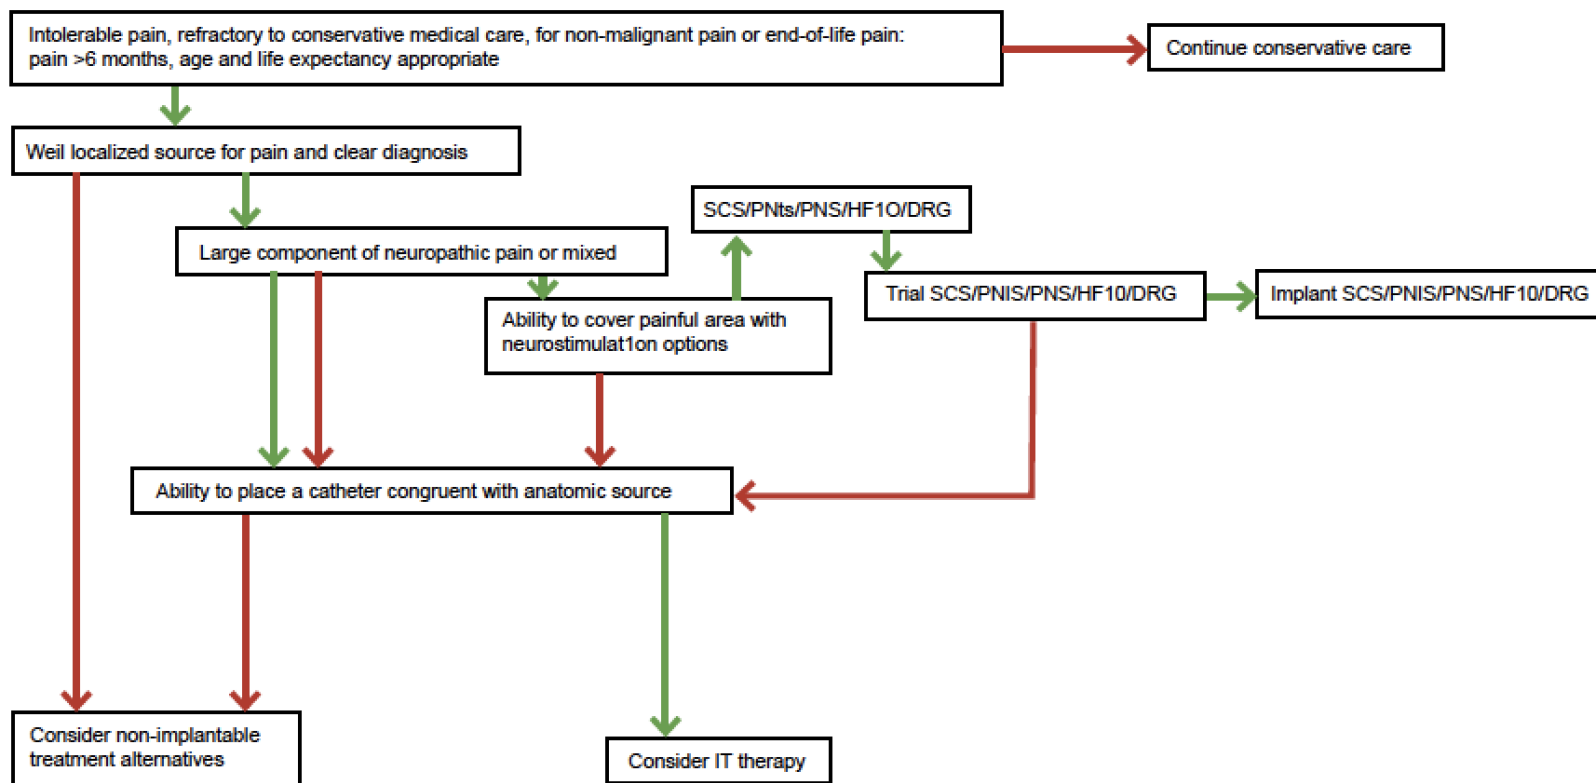 Intolerable pain, refractory to conservative medical care, for non-malignant pain or end-of-life pain:
pain >6 months, age and life expectancy appropriate
Continue conservative care
Weil localized source for pain and clear diagnosis
SCS/PNts/PNS/HF1O/DRG
Large component of neuropathic pain or mixed
Trial SCS/PNIS/PNS/HF10/DRG
Implant SCS/PNIS/PNS/HF10/DRG
Ability to cover painful area with
neurostimulat1on options
Ability to place a catheter congruent with anatomic source
Consider non-implantable
treatment alternatives
Consider IT therapy